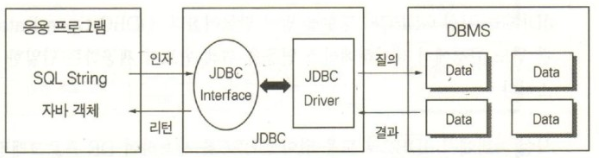 응용 프로그램
SQL String
자바 객체
인자
리턴
JDBC
Interface
JDBC
Driver
JDBC
질의
결과
DBMS
Data
Data
Data
Data